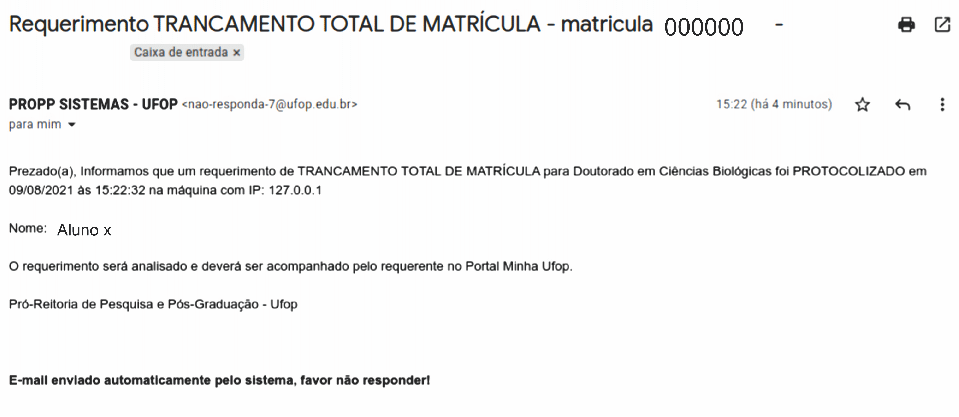 Requerimento TRANCAMENTO TOTAL DE MATRÍCULA - matricula 000000 -
Caixa de entrada ×
PROPP SISTEMAS - UFOP <nao-responda-7@ufop.edu.br> 15:22 (há 4 minutos)
para mim
Prezado(a), Informamos que um requerimento de TRANCAMENTO TOTAL DE MATRÍCULA para Doutorado em Ciências Biológicas foi PROTOCOLIZADO em
09/08/2021 às 15:22:32 na máquina com IP: 127.0.0.1
Nome: Aluno x
O requerimento será analisado e deverá ser acompanhado pelo requerente no Portal Minha Ufop.
Pró-Reitoria de Pesquisa e Pós-Graduação - Ufop
E-mail enviado automaticamente pelo sistema, favor não responder!